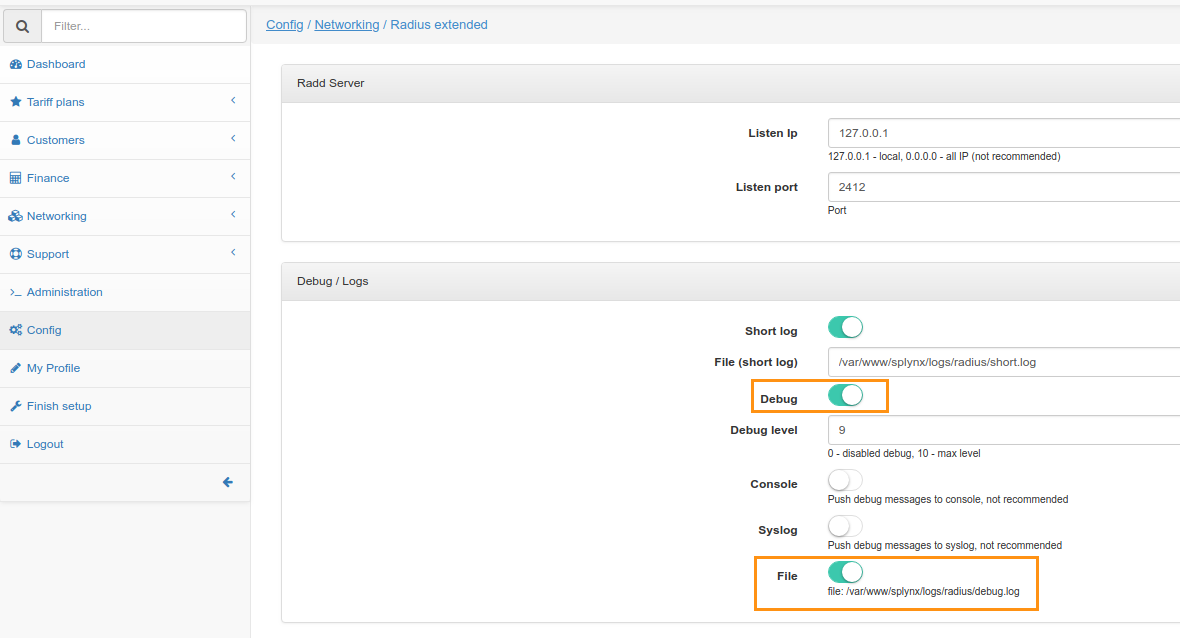 Filter...
Dashboard
Tariff plans
Customers
Finance
Networking
Support
Administration
Config
My Profile
Finish setup
Logout
Config / Networking / Radius extended
Radd Server
Listen Ip
127.0.0.1
127.0.0.1 - local, 0.0.0.0 - all IP (not recommended)
Listen port
2412
Port
Debug / Logs
Short log
File (short log)
/var/www/splynx/logs/radius/short.log
Debug
Debug level
9
0 - disabled debug, 10 - max level
Console
Push debug messages to console, not recommended
Syslog
Push debug messages to syslog, not recommended
File
file: /var/www/splynx/logs/radius/debug.log